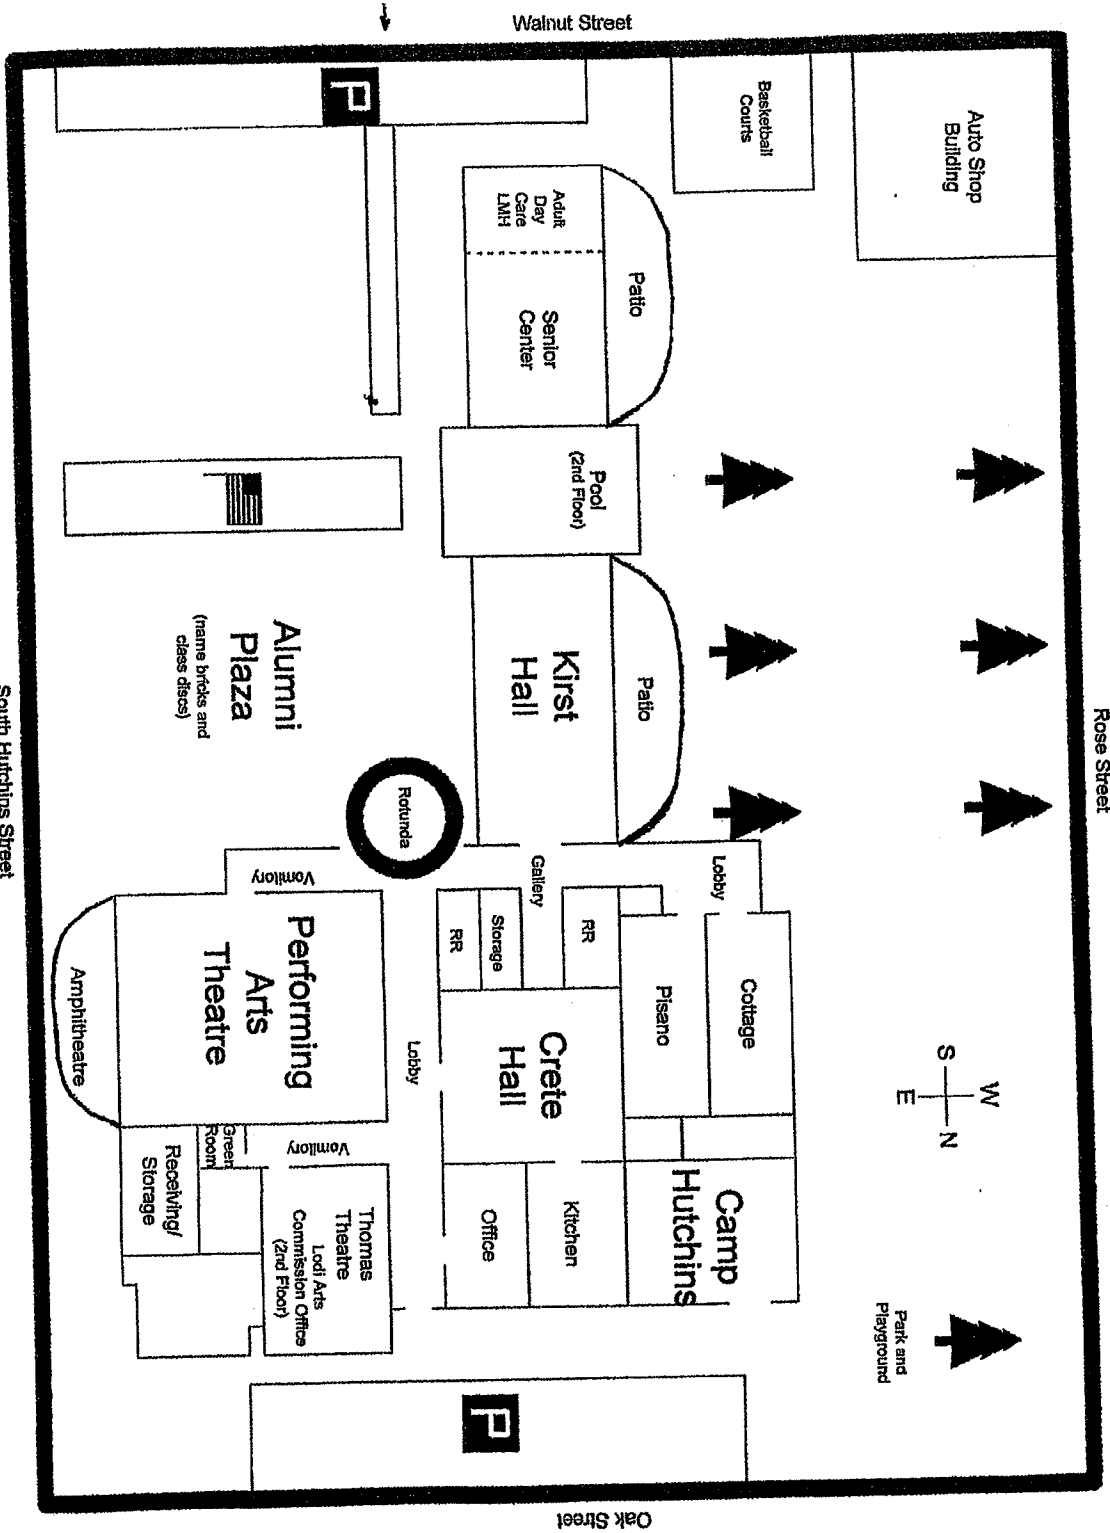 Walnut Street
P
Basketball
Courts
Auto Shop
Building
Adult
Day
Care
LMH
Senior
Center
Patio
Pool
(2nd Floor)
Alumni
Plaza
(name bricks and
class discs)
Kirst
Hall
Patio
Rose Street
South Hutchins Street
Rotunda
Vomitory
Gallery
Lobby
RR
Storage
RR
Pisano
Cottage
Performing
Arts
Theatre
Amphitheatre
Lobby
Crete
Hall
S
W
E
N
Green
Room
Vomitory
Receiving/
Storage
Thomas
Theatre
Lodi Arts
Commission Office
(2nd Floor)
Office
Kitchen
Camp
Hutchins
Park and
Playground
P
Oak Street